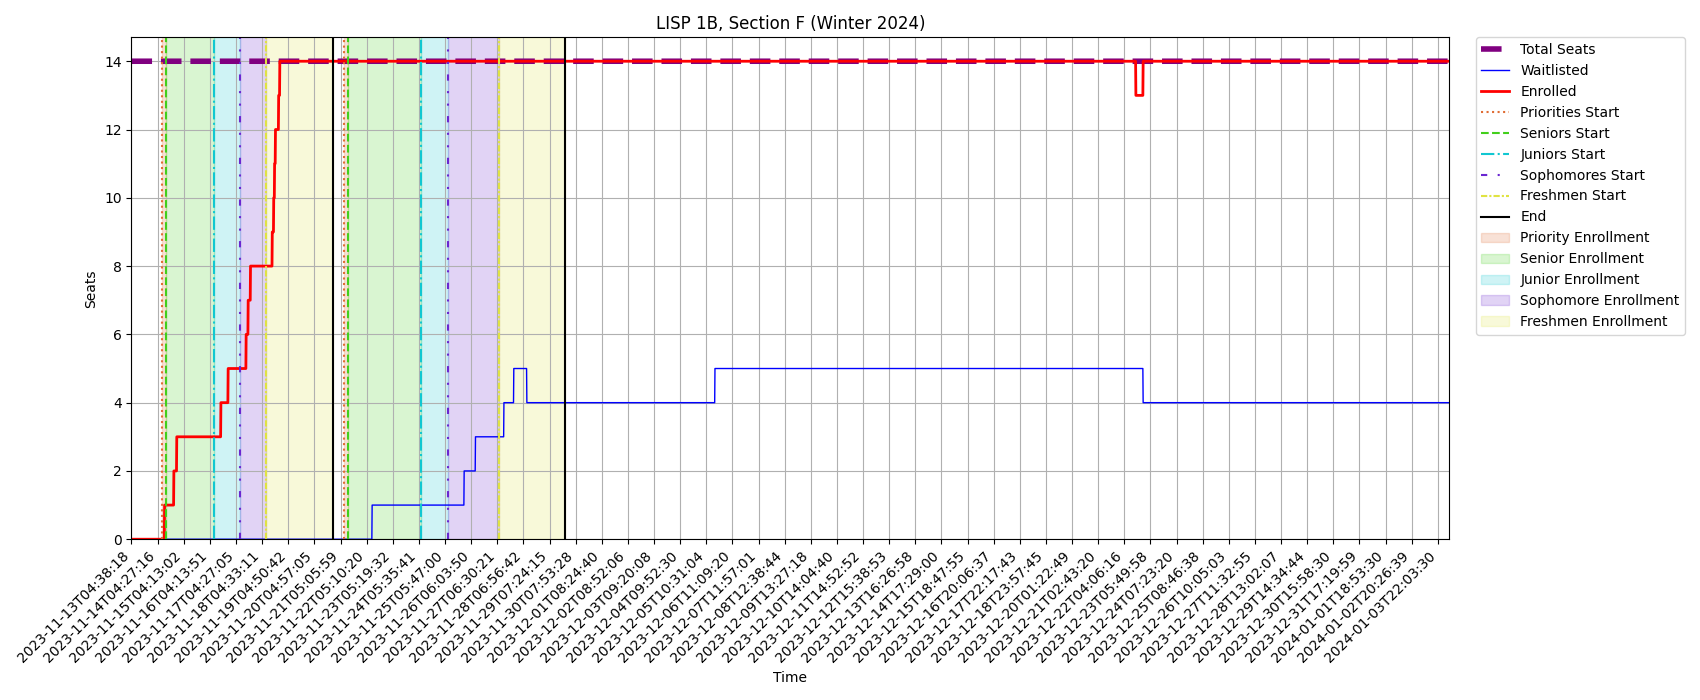 LISP 1B, Section F (Winter 2024)
Seats
14
12
10
8
6
4
2
0
2023-11-13T04:38:18
2023-11-14T04:27:16
2023-11-15T04:13:02
2023-11-16T04:13:51
2023-11-17T04:27:05
2023-11-18T04:33:11
2023-11-19T04:50:42
2023-11-20T04:57:05
2023-11-21T05:05:59
2023-11-22T05:10:20
2023-11-23T05:19:32
2023-11-24T05:35:41
2023-11-25T05:47:00
2023-11-26T06:03:50
2023-11-27T06:30:21
2023-11-28T06:56:42
2023-11-29T07:24:15
2023-11-30T07:53:28
2023-12-01T08:24:40
2023-12-02T08:52:06
2023-12-03T09:20:08
2023-12-04T09:52:30
2023-12-05T10:31:04
2023-12-06T11:09:20
2023-12-07T11:57:01
2023-12-08T12:38:44
2023-12-09T13:27:18
2023-12-10T14:04:40
2023-12-11T14:52:52
2023-12-12T15:38:53
2023-12-13T16:26:58
2023-12-14T17:29:00
2023-12-15T18:47:55
2023-12-16T20:06:37
2023-12-17T22:17:43
2023-12-18T23:57:45
2023-12-20T01:22:49
2023-12-21T02:43:20
2023-12-22T04:06:16
2023-12-23T05:49:58
2023-12-24T07:23:20
2023-12-25T08:46:38
2023-12-26T10:05:03
2023-12-27T11:32:55
2023-12-28T13:02:07
2023-12-29T14:34:44
2023-12-30T15:58:30
2023-12-31T17:19:59
2024-01-01T18:53:30
2024-01-02T20:26:39
2024-01-03T22:03:30
Time
Total Seats
Waitlisted
Enrolled
Priorities Start
Seniors Start
Juniors Start
Sophomores Start
Freshmen Start
End
Priority Enrollment
Senior Enrollment
Junior Enrollment
Sophomore Enrollment
Freshmen Enrollment